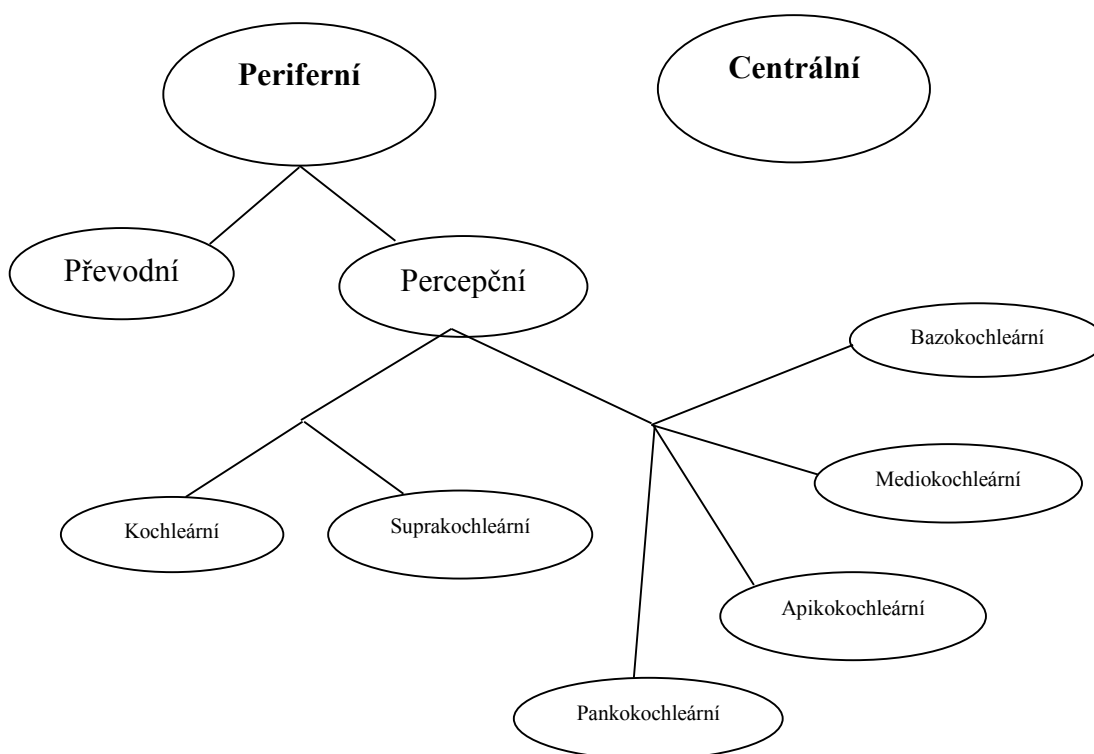 Periferní
Centrální
Převodní
Percepční
Bazokochleární
Mediokochleární
Kochleární
Suprakochleární
Apikokochleární
Pankokochleární